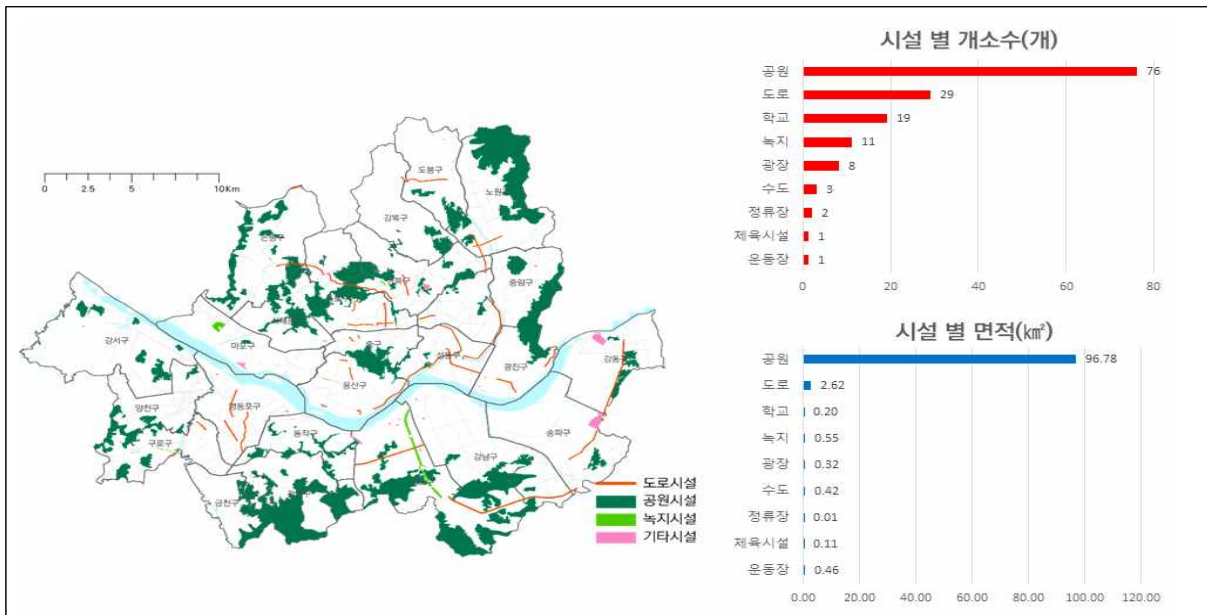 시설 별 개소수(개)
공원 76
도로 29
학교 19
녹지 11
광장 8
수도 3
정류장 2
체육시설 1
운동장 1
0 20 40 60 80
시설 별 면적(㎢)
공원 96.78
도로 2.62
학교 0.20
녹지 0.55
광장 0.32
수도 0.42
정류장 0.01
체육시설 0.11
운동장 0.46
0.00 20.00 40.00 60.00 80.00 100.00 120.00
0 2.5 5 10Km
도봉구
노원
강북구
은평구
중랑구
강서구
마포구
중구
광진구
강동구
용산구
양천구
영등포구
동작구
송파구
구로구
강남구
금천구
도로시설
공원시설
녹지시설
기타시설